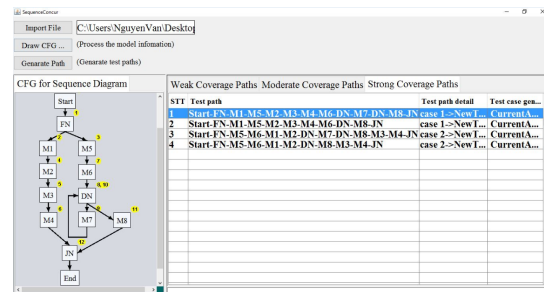 SequenceConcur
Import File C:\Users\NguyenVan\Desktop
Draw CFG ... (Process the model infomation)
Genarate Path (Genarate test paths)
CFG for Sequence Diagram
Weak Coverage Paths Moderate Coverage Paths Strong Coverage Paths
Start
1
FN
2 3
M1 M5
4 7
M2 M6
5 8, 10
M3 DN
6 9 11
M4 M7 M8
12
JN
End
STT Test path Test path detail Test case gen...
1 Start-FN-M1-M5-M2-M3-M4-M6-DN-M7-DN-M8-JN case 1->NewT... CurrentA...
2 Start-FN-M1-M5-M2-M3-M4-M6-DN-M8-JN case 1->NewT... CurrentA...
3 Start-FN-M5-M6-M1-M2-DN-M7-DN-M8-M3-M4-JN case 2->NewT... CurrentA...
4 Start-FN-M5-M6-M1-M2-DN-M8-M3-M4-JN case 2->NewT... CurrentA...